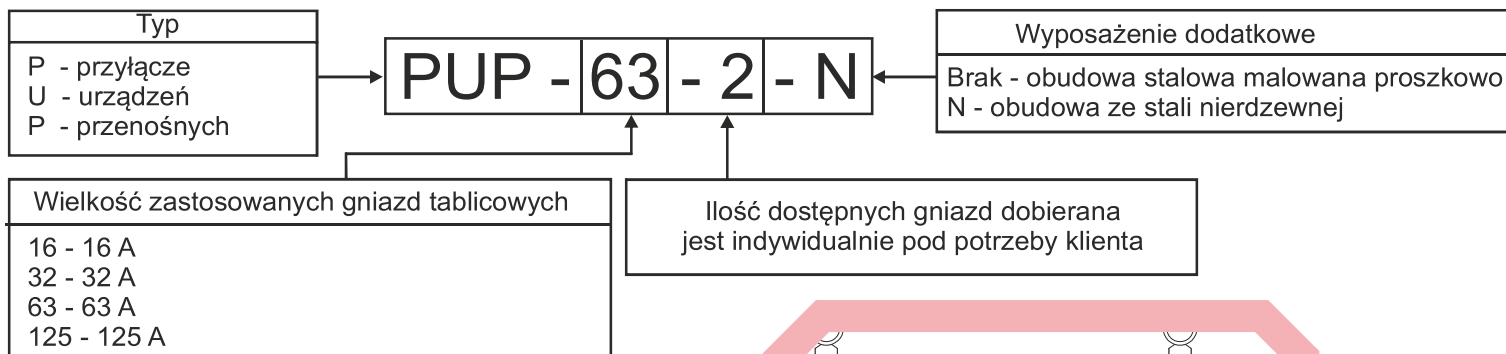 Typ
P - przyłącze
U - urządzeń
P - przenośnych
PUP - 63 - 2 - N
Wyposażenie dodatkowe
Brak - obudowa stalowa malowana proszkowo
N - obudowa ze stali nierdzewnej
Wielkość zastosowanych gniazd tablicowych
16 - 16 A
32 - 32 A
63 - 63 A
125 - 125 A
Ilość dostępnych gniazd dobierana
jest indywidualnie pod potrzeby klienta